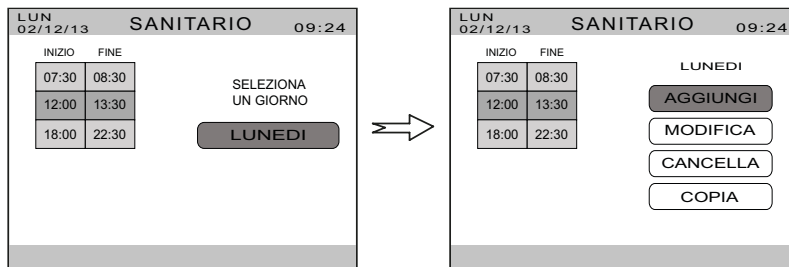 LUN
02/12/13
SANITARIO
09:24
INIZIO FINE
07:30 08:30
12:00 13:30
18:00 22:30
SELEZIONA
UN GIORNO
LUNEDI
LUN
02/12/13
SANITARIO
09:24
INIZIO FINE
07:30 08:30
12:00 13:30
18:00 22:30
LUNEDI
AGGIUNGI
MODIFICA
CANCELLA
COPIA